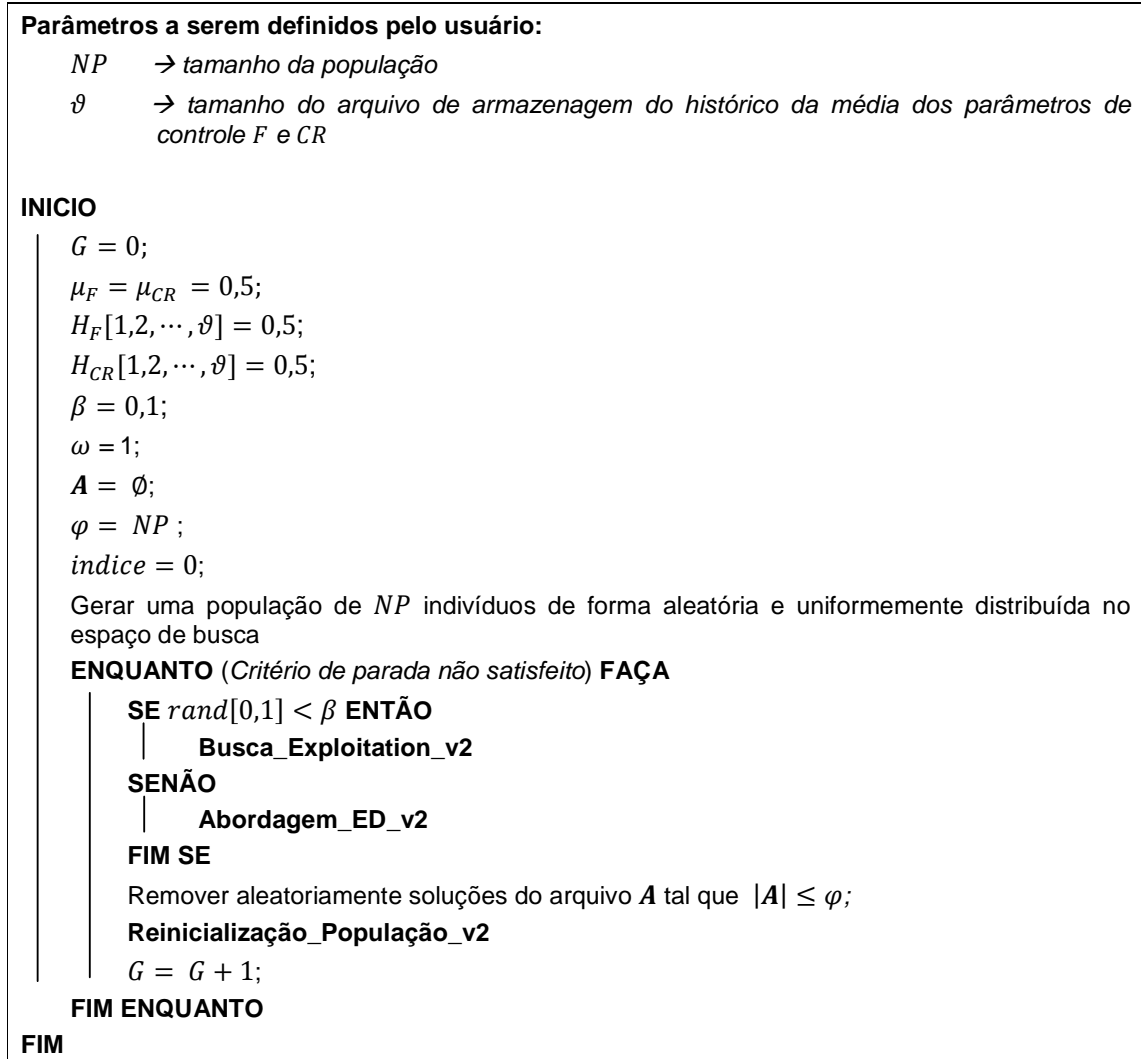 Parâmetros a serem definidos pelo usuário:
NP → tamanho da população
ϑ → tamanho do arquivo de armazenagem do histórico da média dos parâmetros de
controle F e CR
INICIO
G = 0;
μ_F = μ_CR = 0,5;
H_F[1,2,⋯,ϑ] = 0,5;
H_CR[1,2,⋯,ϑ] = 0,5;
β = 0,1;
ω = 1;
A = ∅;
φ = NP ;
indice = 0;
Gerar uma população de NP indivíduos de forma aleatória e uniformemente distribuída no
espaço de busca
ENQUANTO (Critério de parada não satisfeito) FAÇA
SE rand[0,1] < β ENTÃO
Busca_Exploitation_v2
SENÃO
Abordagem_ED_v2
FIM SE
Remover aleatoriamente soluções do arquivo A tal que |A| ≤ φ;
Reinicialização_População_v2
G = G + 1;
FIM ENQUANTO
FIM